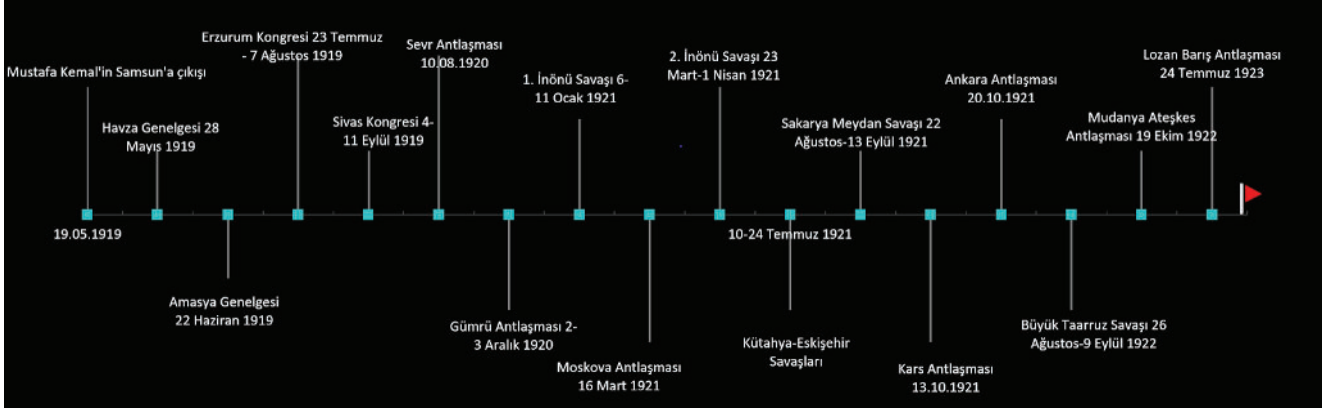 Mustafa Kemal'in Samsun'a çıkışı
19.05.1919
Havza Genelgesi 28
Mayıs 1919
Amasya Genelgesi
22 Haziran 1919
Erzurum Kongresi 23 Temmuz
- 7 Ağustos 1919
Sivas Kongresi 4-
11 Eylül 1919
Sevr Antlaşması
10.08.1920
Gümrü Antlaşması 2-
3 Aralık 1920
1. İnönü Savaşı 6-
11 Ocak 1921
Moskova Antlaşması
16 Mart 1921
2. İnönü Savaşı 23
Mart-1 Nisan 1921
10-24 Temmuz 1921
Kütahya-Eskişehir
Savaşları
Sakarya Meydan Savaşı 22
Ağustos-13 Eylül 1921
Kars Antlaşması
13.10.1921
Ankara Antlaşması
20.10.1921
Büyük Taarruz Savaşı 26
Ağustos-9 Eylül 1922
Mudanya Ateşkes
Antlaşması 19 Ekim 1922
Lozan Barış Antlaşması
24 Temmuz 1923